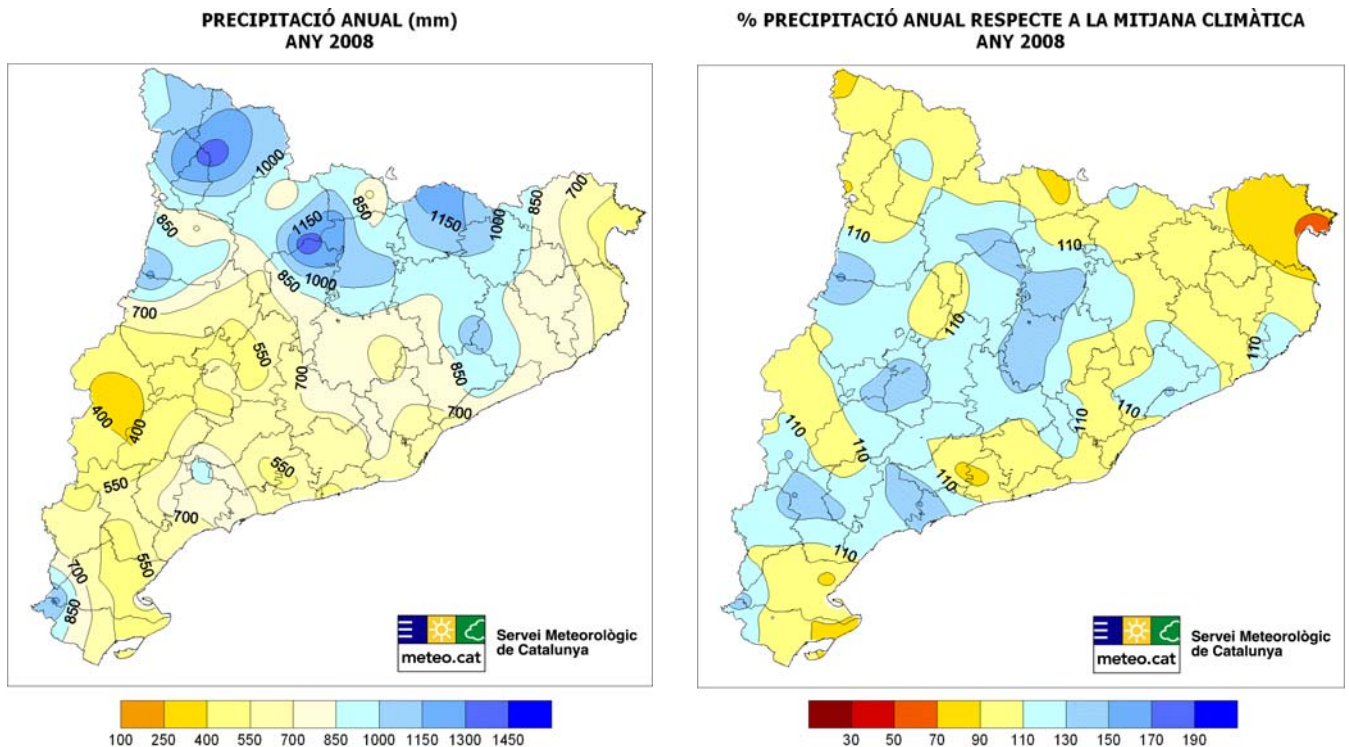 PRECIPITACIÓ ANUAL (mm)
ANY 2008
1000
850
850
1150
1150
1000
850
700
1000
850
700
550
700
850
700
400
400
550
550
700
700
550
850
meteo.cat
Servei Meteorològic
de Catalunya
100 250 400 550 700 850 1000 1150 1300 1450
% PRECIPITACIÓ ANUAL RESPECTE A LA MITJANA CLIMÀTICA
ANY 2008
110
110
110
110
110
110
110
110
110
110
meteo.cat
Servei Meteorològic
de Catalunya
30 50 70 90 110 130 150 170 190